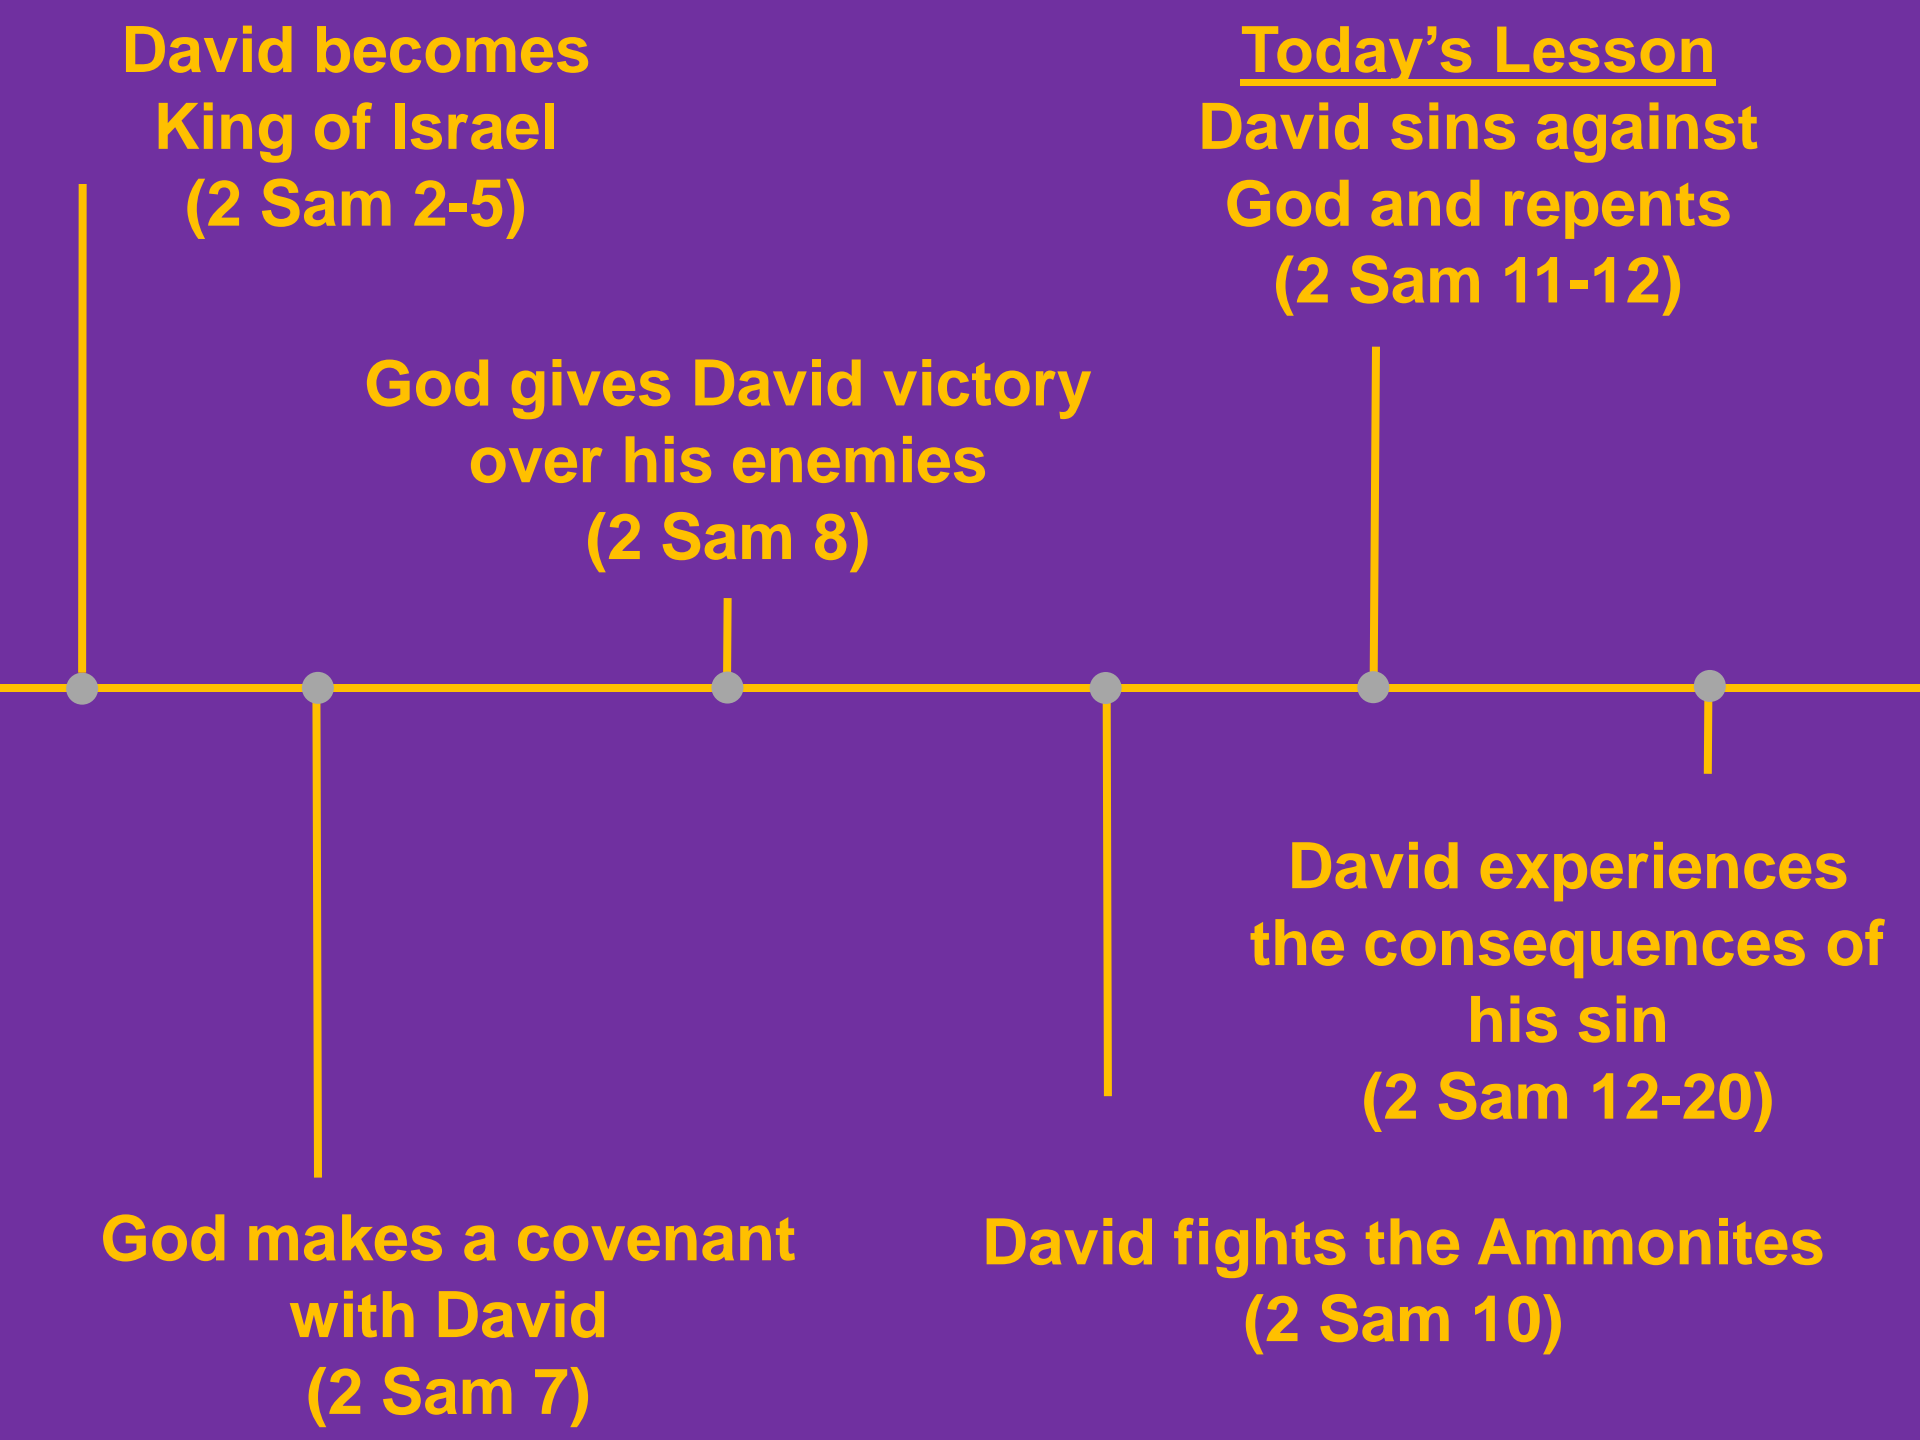 David becomes
King of Israel
(2 Sam 2-5)
Today’s Lesson
David sins against
God and repents
(2 Sam 11-12)
God gives David victory
over his enemies
(2 Sam 8)
David experiences
the consequences of
his sin
(2 Sam 12-20)
God makes a covenant
with David
(2 Sam 7)
David fights the Ammonites
(2 Sam 10)